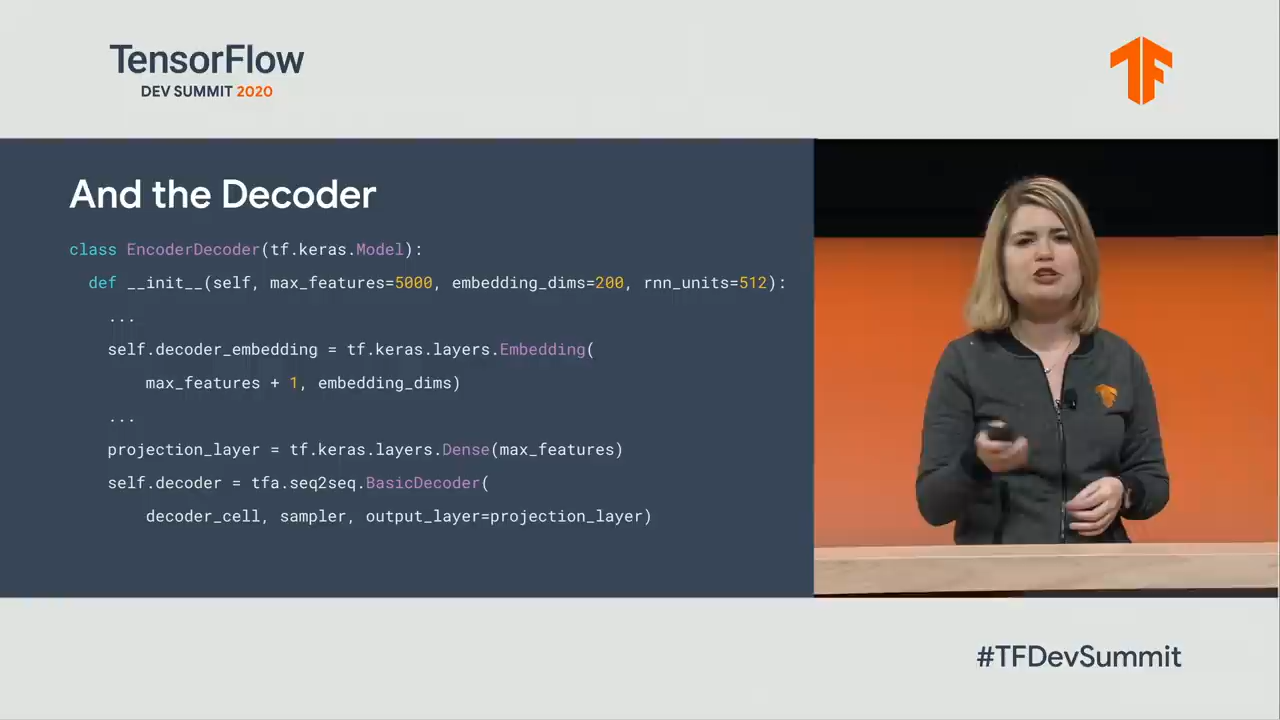 TensorFlow
DEV SUMMIT 2020
And the Decoder
class EncoderDecoder(tf.keras.Model):
  def __init__(self, max_features=5000, embedding_dims=200, rnn_units=512):
    ...
    self.decoder_embedding = tf.keras.layers.Embedding(
        max_features + 1, embedding_dims)
    ...
    projection_layer = tf.keras.layers.Dense(max_features)
    self.decoder = tfa.seq2seq.BasicDecoder(
        decoder_cell, sampler, output_layer=projection_layer)
#TFDevSummit